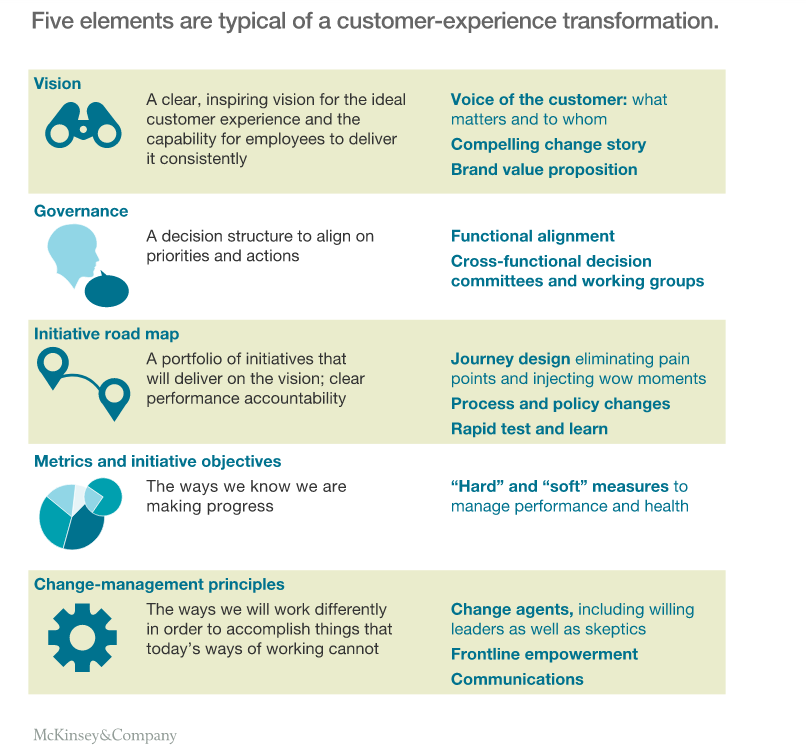 Five elements are typical of a customer-experience transformation.
Vision
A clear, inspiring vision for the ideal
customer experience and the
capability for employees to deliver
it consistently
Voice of the customer: what
matters and to whom
Compelling change story
Brand value proposition
Governance
A decision structure to align on
priorities and actions
Functional alignment
Cross-functional decision
committees and working groups
Initiative road map
A portfolio of initiatives that
will deliver on the vision; clear
performance accountability
Journey design eliminating pain
points and injecting wow moments
Process and policy changes
Rapid test and learn
Metrics and initiative objectives
The ways we know we are
making progress
“Hard” and “soft” measures to
manage performance and health
Change-management principles
The ways we will work differently
in order to accomplish things that
today’s ways of working cannot
Change agents, including willing
leaders as well as skeptics
Frontline empowerment
Communications
McKinsey&Company